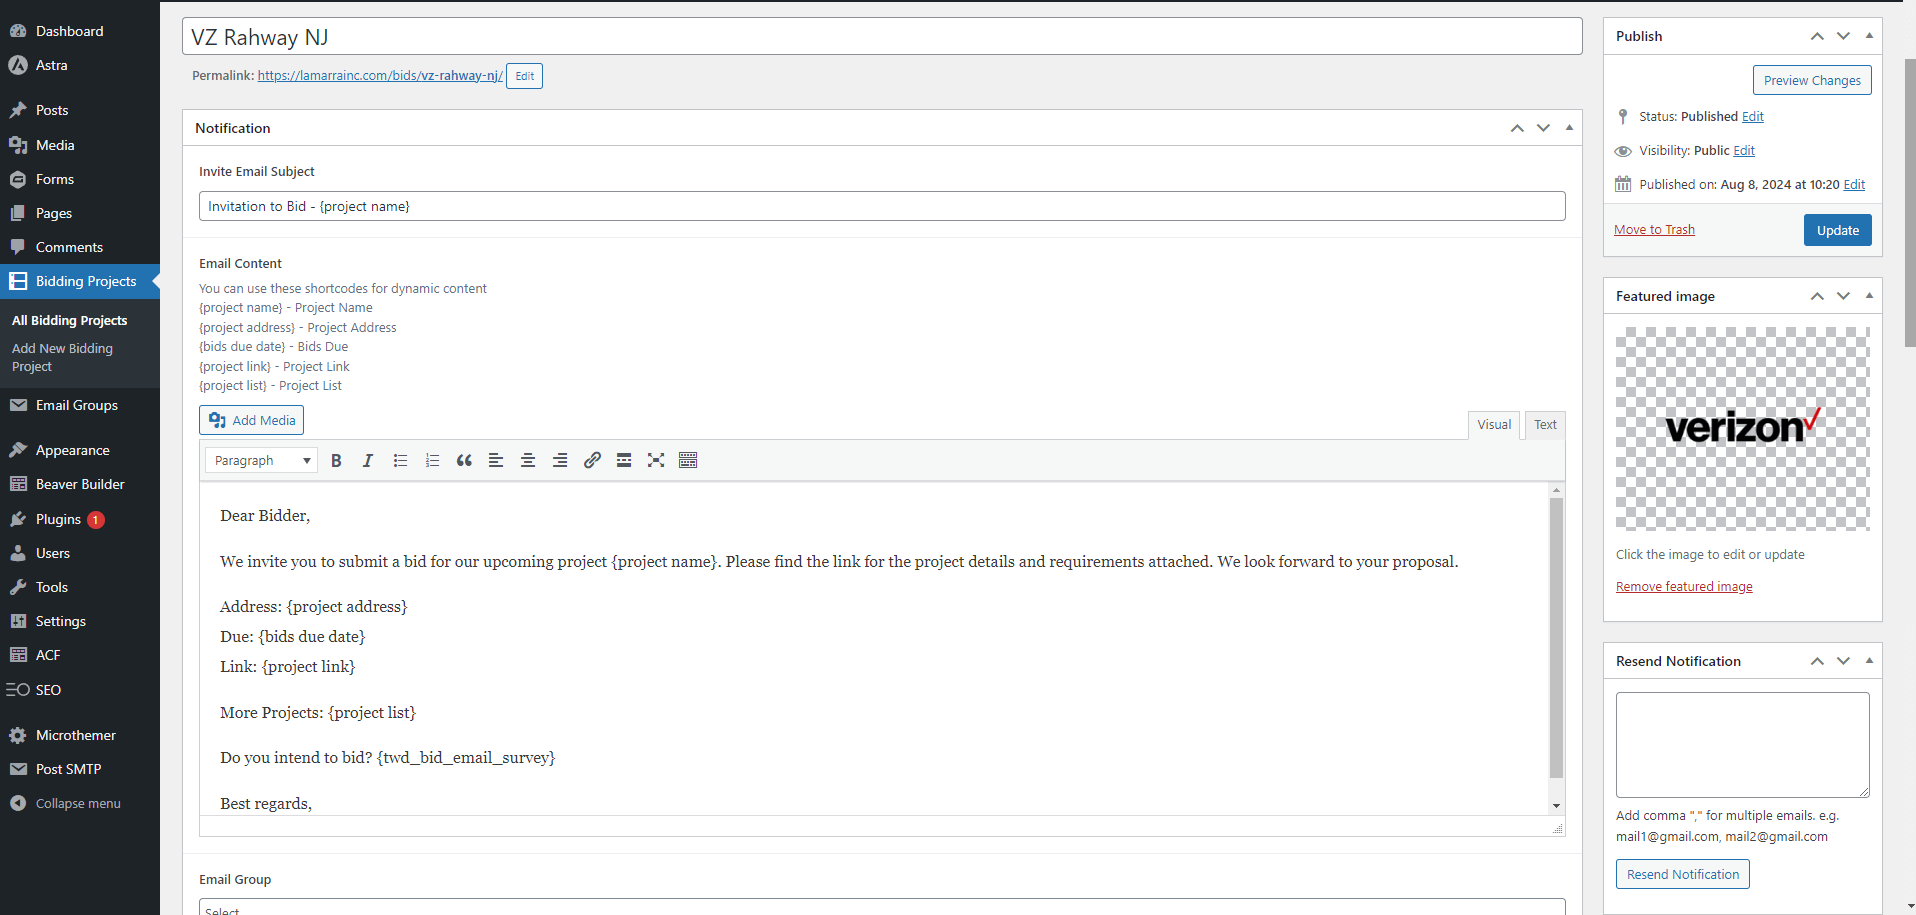 Dashboard
Astra
Posts
Media
Forms
Pages
Comments
Bidding Projects
All Bidding Projects
Add New Bidding
Project
Email Groups
Appearance
Beaver Builder
Plugins 1
Users
Tools
Settings
ACF
SEO
Microthemer
Post SMTP
Collapse menu
VZ Rahway NJ
Permalink: https://lamarrainc.com/bids/vz-rahway-nj/ Edit
Notification
Invite Email Subject
Invitation to Bid - {project name}
Email Content
You can use these shortcodes for dynamic content
{project name} - Project Name
{project address} - Project Address
{bids due date} - Bids Due
{project link} - Project Link
{project list} - Project List
Add Media
Visual Text
Paragraph B I
Dear Bidder,
We invite you to submit a bid for our upcoming project {project name}. Please find the link for the project details and requirements attached. We look forward to your proposal.
Address: {project address}
Due: {bids due date}
Link: {project link}
More Projects: {project list}
Do you intend to bid? {twd_bid_email_survey}
Best regards,
Email Group
Select
Publish
Preview Changes
Status: Published Edit
Visibility: Public Edit
Published on: Aug 8, 2024 at 10:20 Edit
Move to Trash
Update
Featured image
verizon
Click the image to edit or update
Remove featured image
Resend Notification
Add comma "," for multiple emails. e.g.
mail1@gmail.com, mail2@gmail.com
Resend Notification